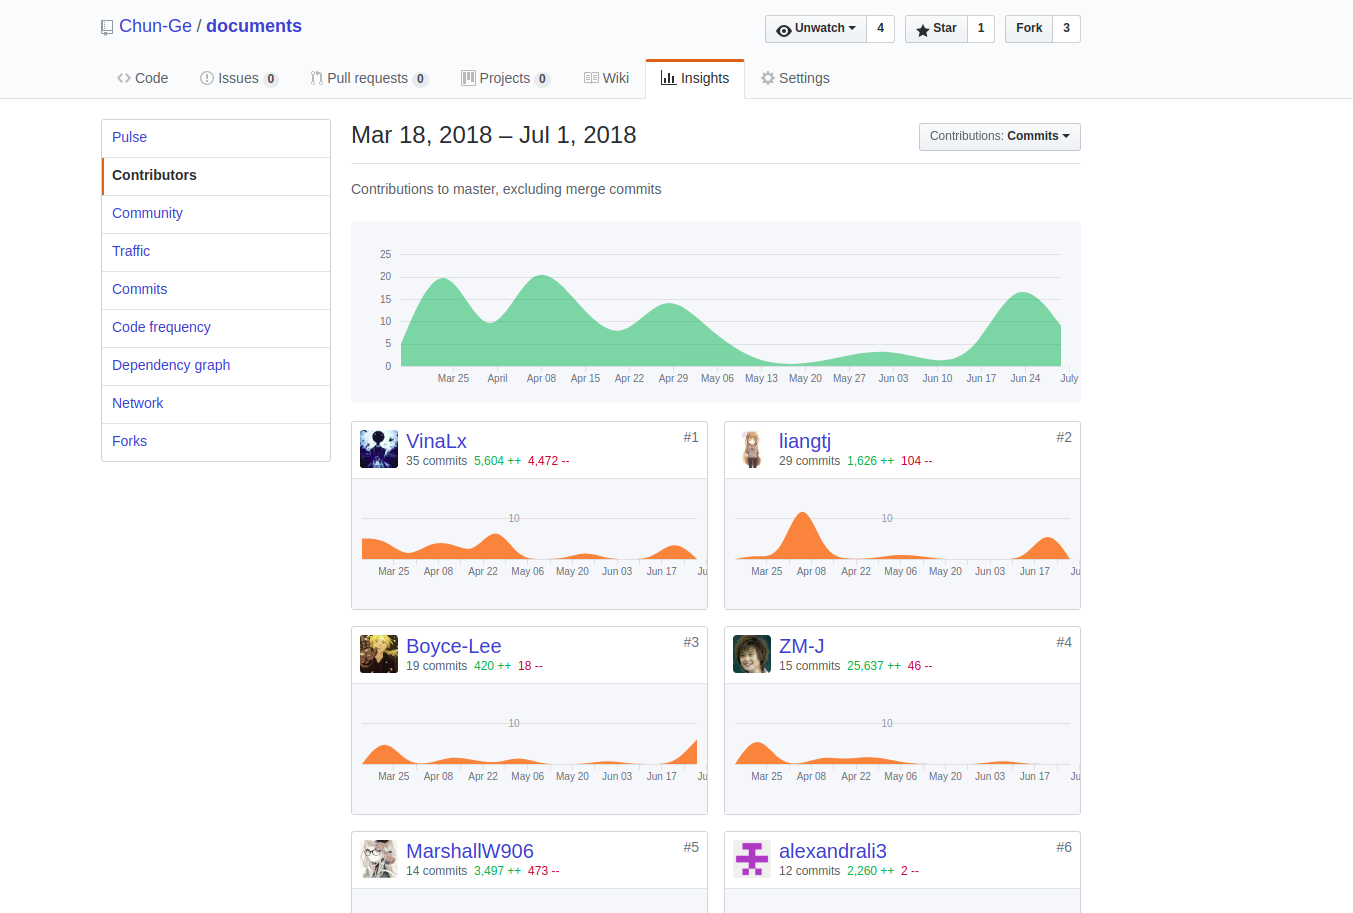 Chun-Ge / documents
Unwatch 4 Star 1 Fork 3
Code Issues 0 Pull requests 0 Projects 0 Wiki Insights Settings
Pulse
Contributors
Community
Traffic
Commits
Code frequency
Dependency graph
Network
Forks
Mar 18, 2018 – Jul 1, 2018
Contributions: Commits
Contributions to master, excluding merge commits
25
20
15
10
5
0
Mar 25 April Apr 08 Apr 15 Apr 22 Apr 29 May 06 May 13 May 20 May 27 Jun 03 Jun 10 Jun 17 Jun 24 July
VinaLx #1
35 commits 5,604 ++ 4,472 --
10
Mar 25 Apr 08 Apr 22 May 06 May 20 Jun 03 Jun 17 Ju
liangtj #2
29 commits 1,626 ++ 104 --
10
Mar 25 Apr 08 Apr 22 May 06 May 20 Jun 03 Jun 17 Ju
Boyce-Lee #3
19 commits 420 ++ 18 --
10
Mar 25 Apr 08 Apr 22 May 06 May 20 Jun 03 Jun 17 Ju
ZM-J #4
15 commits 25,637 ++ 46 --
10
Mar 25 Apr 08 Apr 22 May 06 May 20 Jun 03 Jun 17 Ju
MarshallW906 #5
14 commits 3,497 ++ 473 --
alexandrali3 #6
12 commits 2,260 ++ 2 --